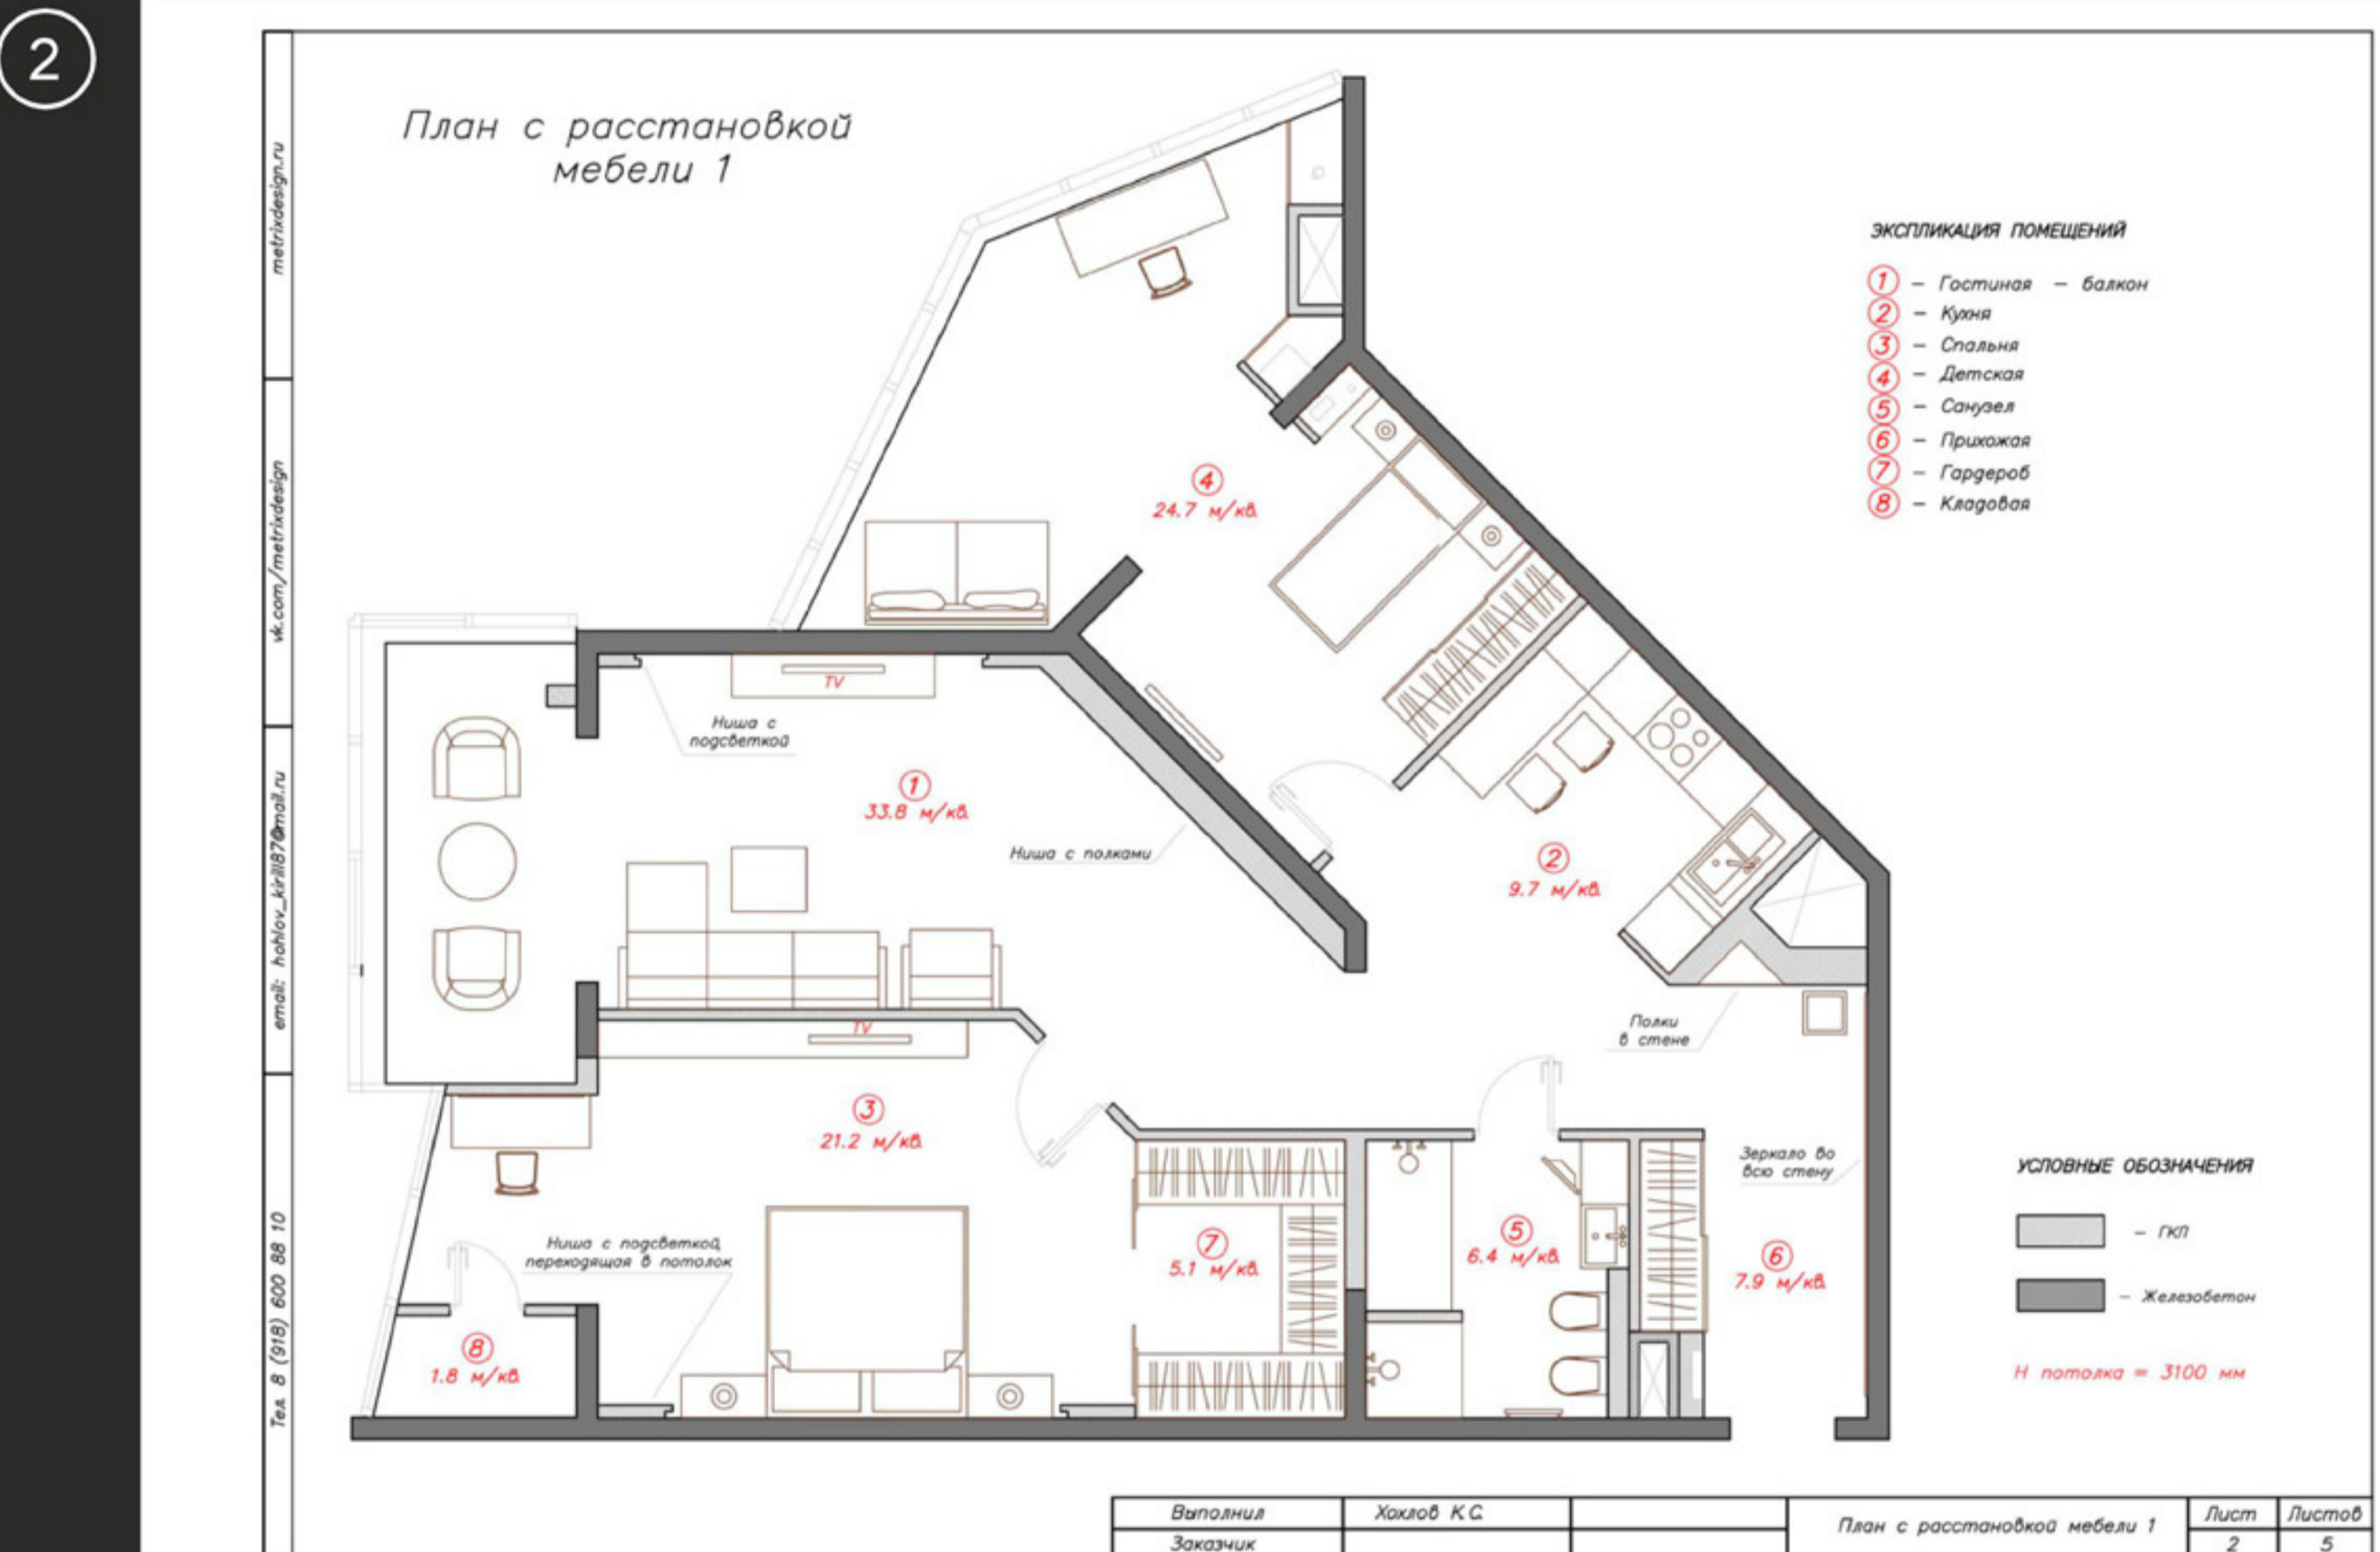 2
План с расстановкой
мебели 1
metrixdesign.ru
vk.com/metrixdesign
email: hohlov_kirill87@mail.ru
Тел. 8 (918) 600 88 10
ЭКСПЛИКАЦИЯ ПОМЕЩЕНИЙ
1 – Гостиная – балкон
2 – Кухня
3 – Спальня
4 – Детская
5 – Санузел
6 – Прихожая
7 – Гардероб
8 – Кладовая
4
24.7 м/кв.
TV
Ниша с
подсветкой
1
33.8 м/кв.
Ниша с полками
2
9.7 м/кв.
Полки
в стене
TV
3
21.2 м/кв.
Зеркало во
всю стену
Ниша с подсветкой,
переходящая в потолок
7
5.1 м/кв.
5
6.4 м/кв.
6
7.9 м/кв.
8
1.8 м/кв.
УСЛОВНЫЕ ОБОЗНАЧЕНИЯ
– ГКЛ
– Железобетон
Н потолка = 3100 мм
Выполнил Хохлов К.С.
Заказчик
План с расстановкой мебели 1
Лист Листов
2 5